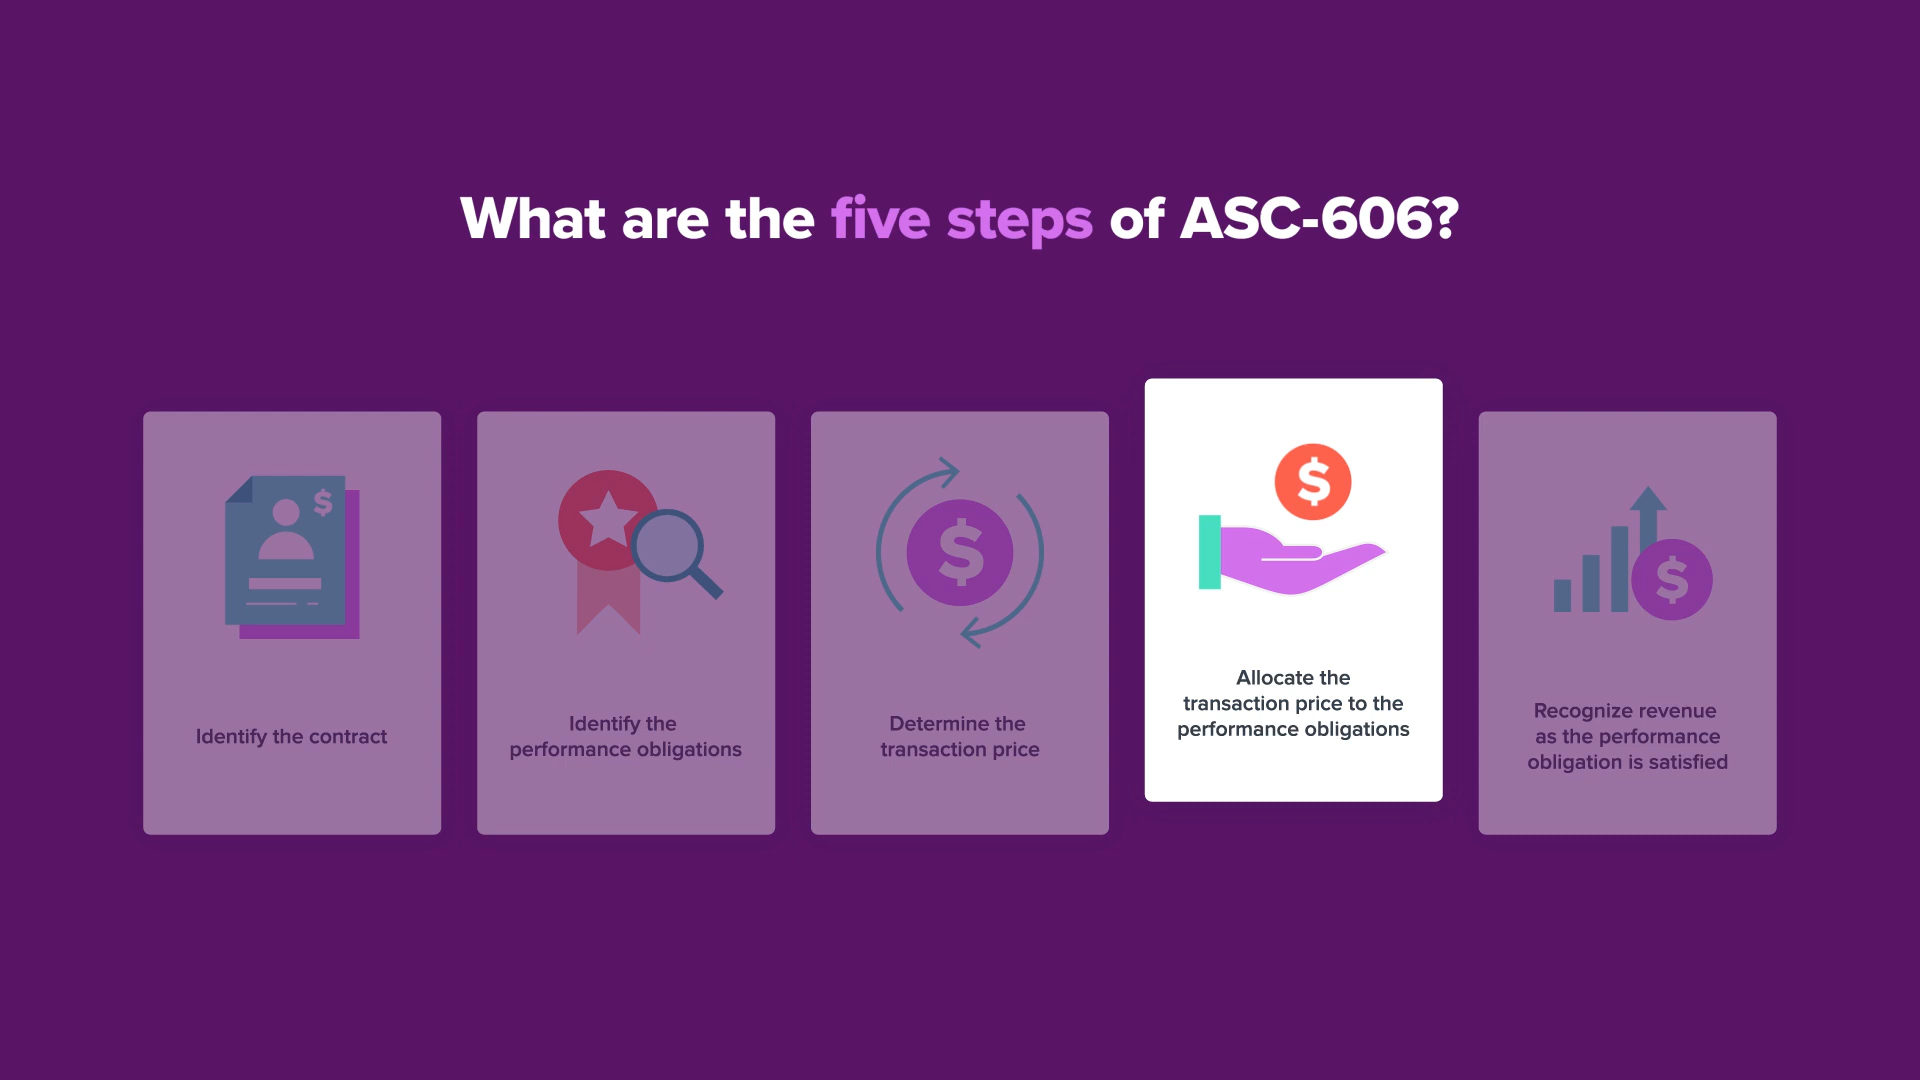 What are the five steps of ASC-606?
Identify the contract
Identify the
performance obligations
Determine the
transaction price
$
Allocate the
transaction price to the
performance obligations
Recognize revenue
as the performance
obligation is satisfied